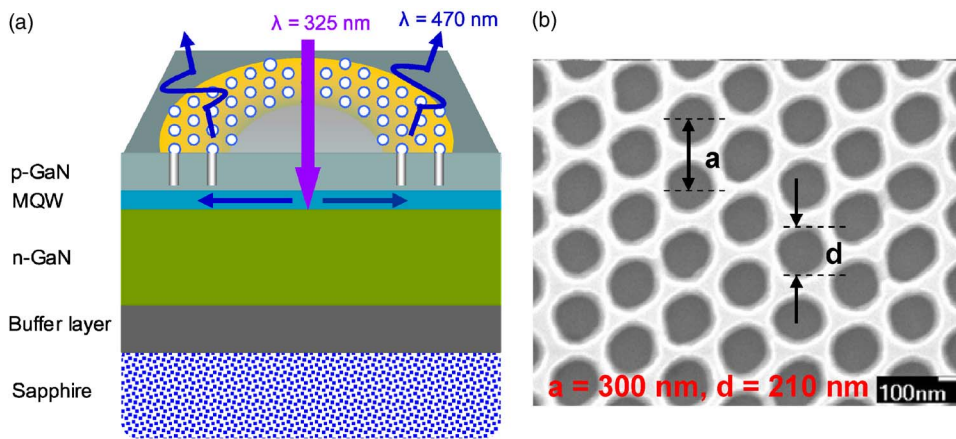 (a)
λ = 325 nm
λ = 470 nm
p-GaN
MQW
n-GaN
Buffer layer
Sapphire
(b)
a
d
a = 300 nm, d = 210 nm
100nm